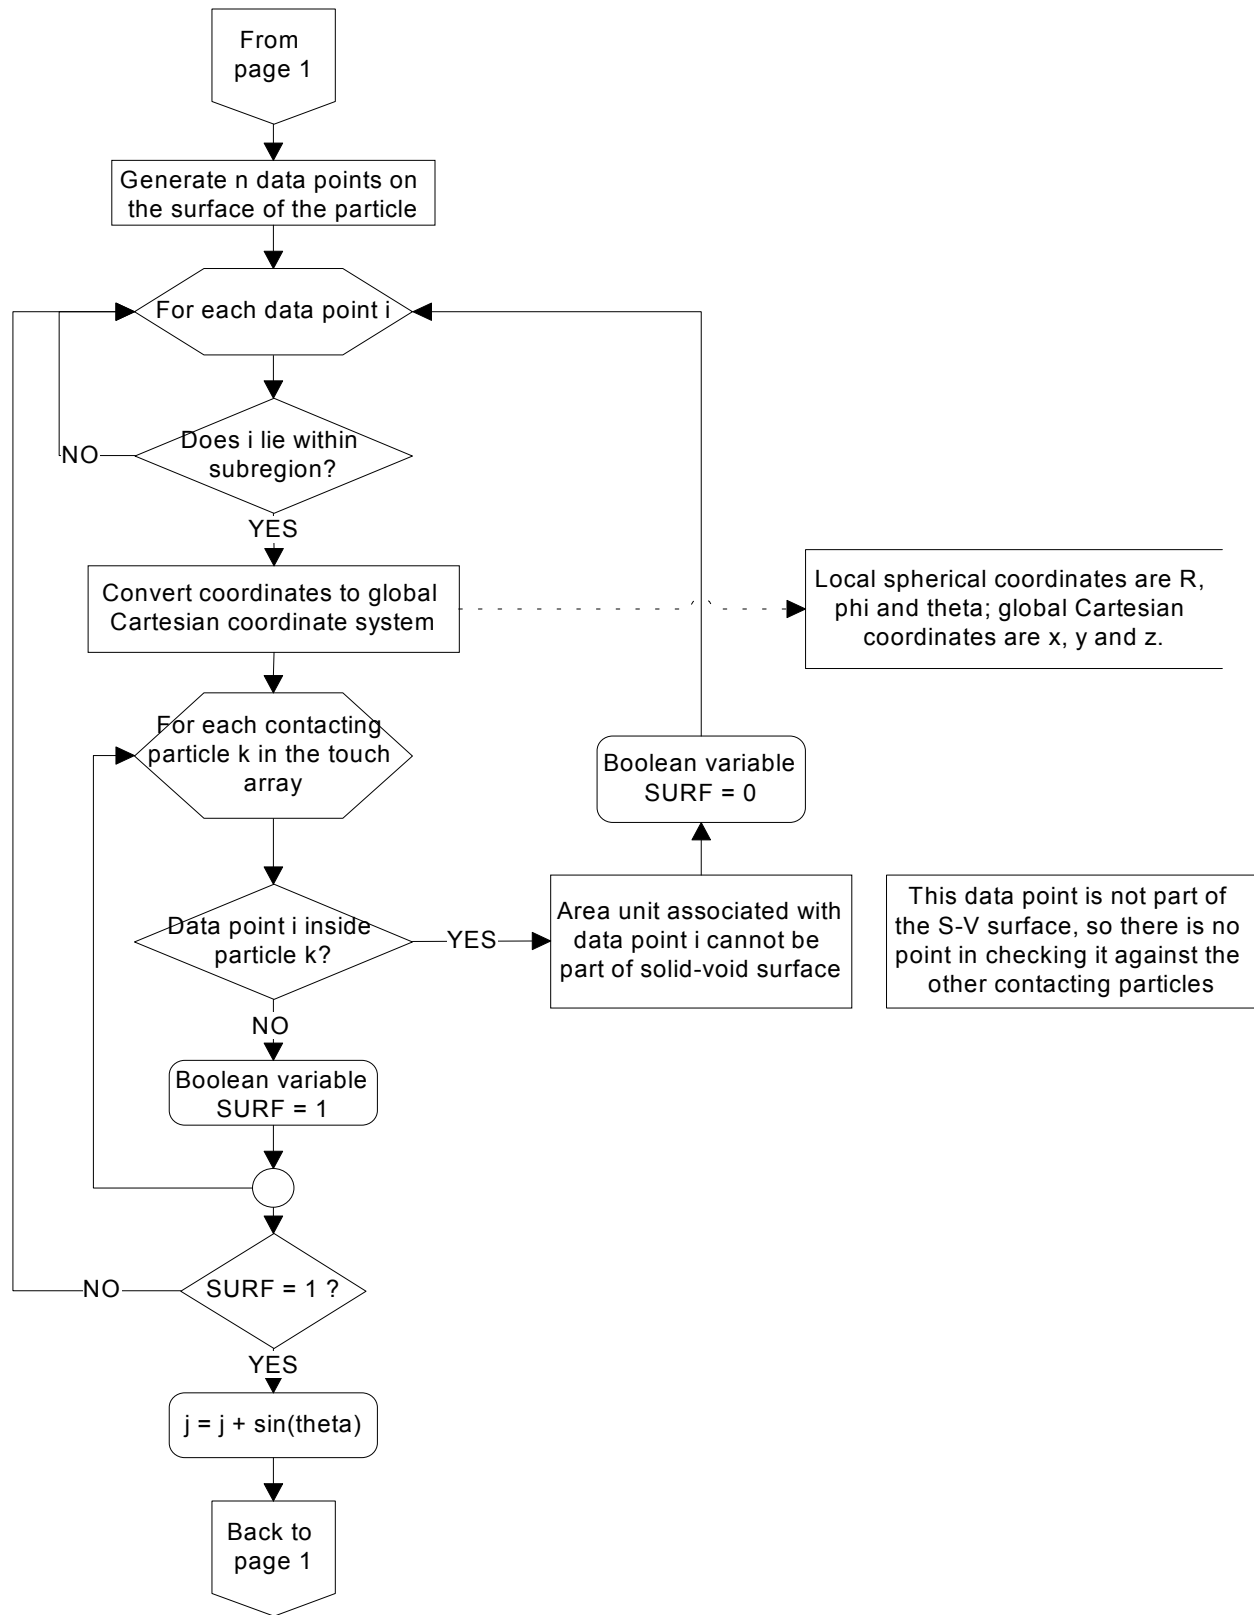 From
page 1
Generate n data points on
the surface of the particle
For each data point i
Does i lie within
subregion?
NO
YES
Convert coordinates to global
Cartesian coordinate system
Local spherical coordinates are R,
phi and theta; global Cartesian
coordinates are x, y and z.
For each contacting
particle k in the touch
array
Boolean variable
SURF = 0
Data point i inside
particle k?
YES
Area unit associated with
data point i cannot be
part of solid-void surface
This data point is not part of
the S-V surface, so there is no
point in checking it against the
other contacting particles
NO
Boolean variable
SURF = 1
SURF = 1 ?
NO
YES
j = j + sin(theta)
Back to
page 1